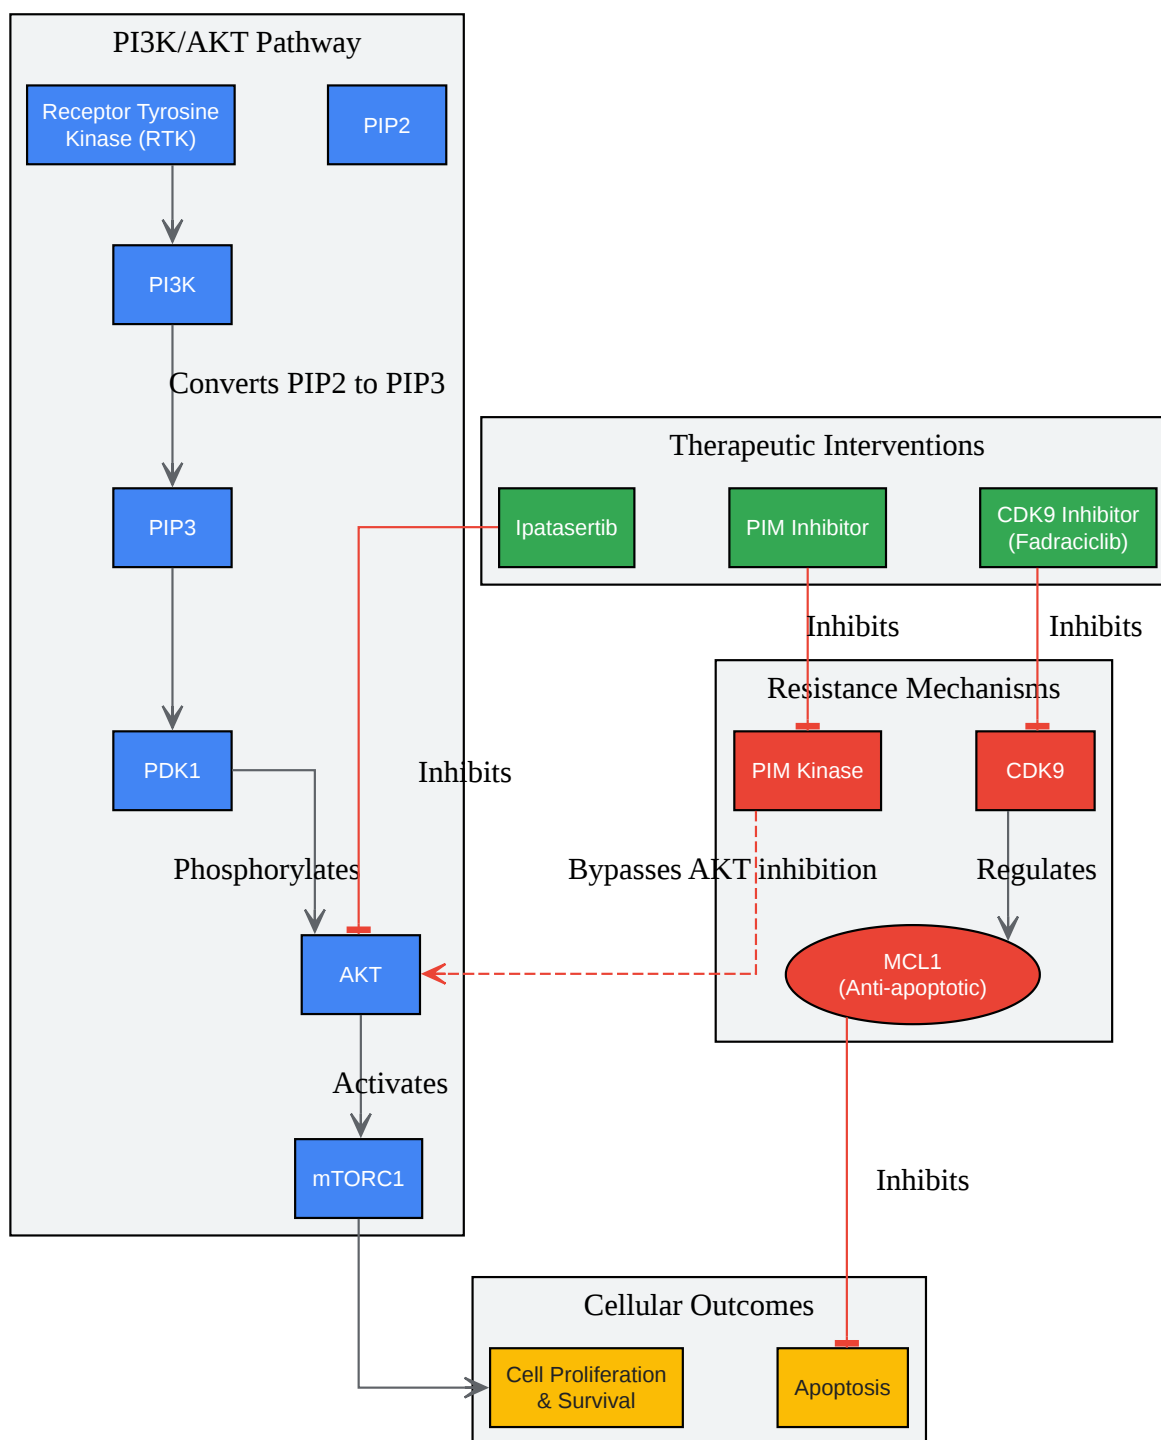 PI3K/AKT Pathway
Receptor Tyrosine
Kinase (RTK)
PIP2
PI3K
Converts PIP2 to PIP3
Therapeutic Interventions
PIP3
Ipatasertib
PIM Inhibitor
CDK9 Inhibitor
(Fadraciclib)
Inhibits
Inhibits
Resistance Mechanisms
PDK1
Inhibits
PIM Kinase
CDK9
Phosphorylates
Bypasses AKT inhibition
Regulates
AKT
MCL1
(Anti-apoptotic)
Activates
mTORC1
Inhibits
Cellular Outcomes
Cell Proliferation
& Survival
Apoptosis